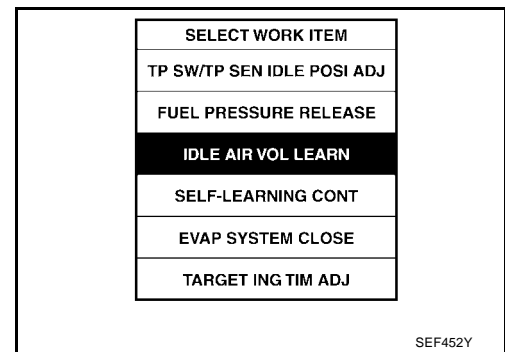 SELECT WORK ITEM
TP SW/TP SEN IDLE POSI ADJ
FUEL PRESSURE RELEASE
IDLE AIR VOL LEARN
SELF-LEARNING CONT
EVAP SYSTEM CLOSE
TARGET ING TIM ADJ
SEF452Y